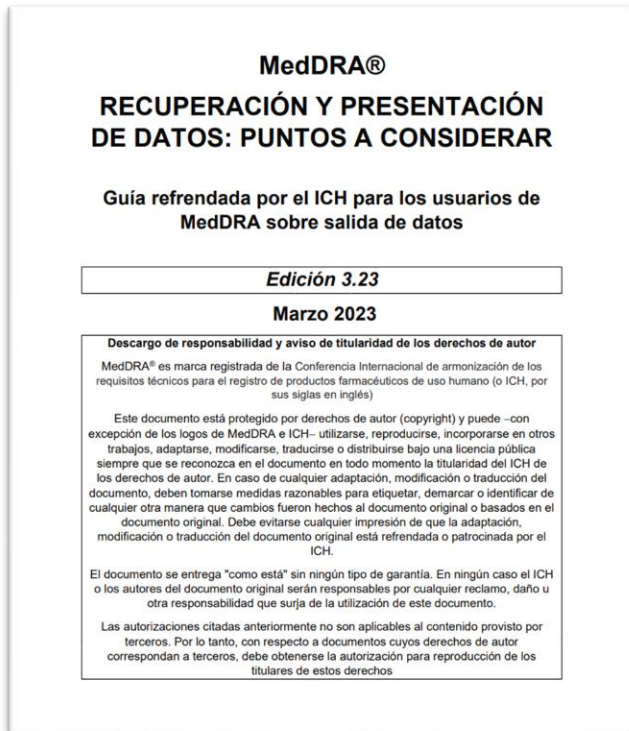 MedDRA®
RECUPERACIÓN Y PRESENTACIÓN
DE DATOS: PUNTOS A CONSIDERAR
Guía refrendada por el ICH para los usuarios de
MedDRA sobre salida de datos
Edición 3.23
Marzo 2023
Descargo de responsabilidad y aviso de titularidad de los derechos de autor
MedDRA® es marca registrada de la Conferencia Internacional de armonización de los
requisitos técnicos para el registro de productos farmacéuticos de uso humano (o ICH, por
sus siglas en inglés)
Este documento está protegido por derechos de autor (copyright) y puede –con
excepción de los logos de MedDRA e ICH– utilizarse, reproducirse, incorporarse en otros
trabajos, adaptarse, modificarse, traducirse o distribuirse bajo una licencia pública
siempre que se reconozca en el documento en todo momento la titularidad del ICH de
los derechos de autor. En caso de cualquier adaptación, modificación o traducción del
documento, deben tomarse medidas razonables para etiquetar, demarcar o identificar de
cualquier otra manera que cambios fueron hechos al documento original o basados en el
documento original. Debe evitarse cualquier impresión de que la adaptación,
modificación o traducción del documento original está refrendada o patrocinada por el
ICH.
El documento se entrega "como está" sin ningún tipo de garantía. En ningún caso el ICH
o los autores del documento original serán responsables por cualquier reclamo, daño u
otra responsabilidad que surja de la utilización de este documento.
Las autorizaciones citadas anteriormente no son aplicables al contenido provisto por
terceros. Por lo tanto, con respecto a documentos cuyos derechos de autor
correspondan a terceros, debe obtenerse la autorización para reproducción de los
titulares de estos derechos